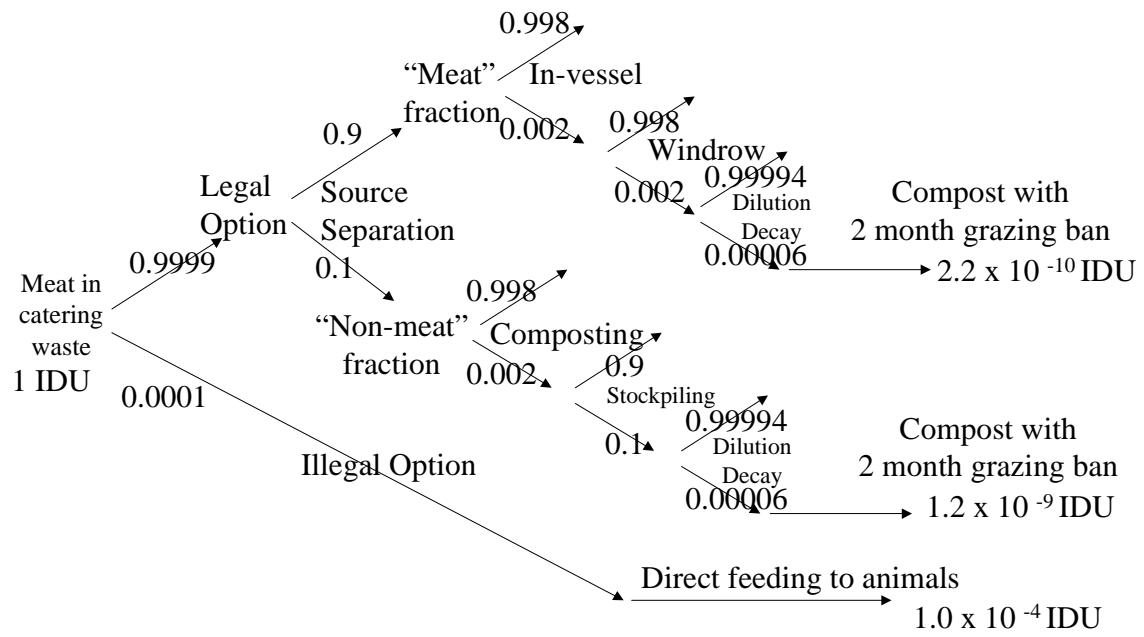 0.998
“Meat”
fraction
In-vessel
0.002
0.998
Windrow
0.002
0.99994
Dilution
Decay
0.00006
Compost with
2 month grazing ban
2.2 x 10 -10 IDU
0.9
Legal
Option
Source
Separation
0.1
0.9999
Meat in
catering
waste
1 IDU
0.0001
“Non-meat”
fraction
0.998
Composting
0.002
0.9
Stockpiling
0.1
0.99994
Dilution
Decay
0.00006
Compost with
2 month grazing ban
1.2 x 10 -9 IDU
Illegal Option
Direct feeding to animals
1.0 x 10 -4 IDU